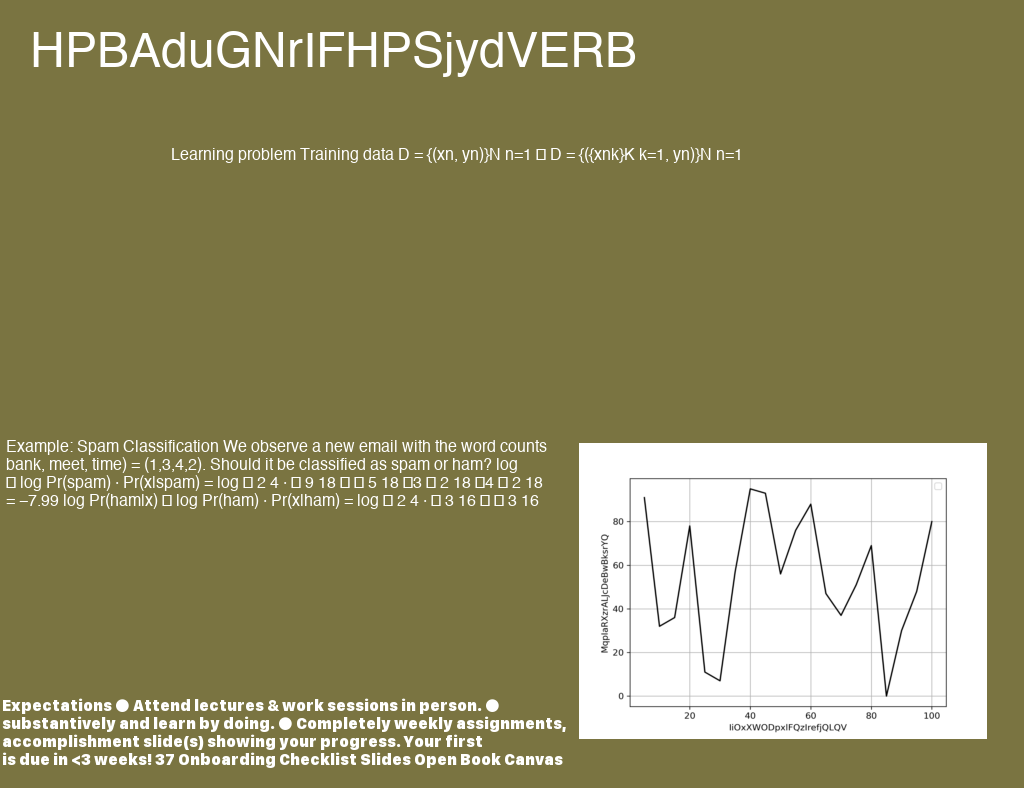 HPBAduGNrIFHPSjydVERB
Learning problem Training data D = {(xn, yn)}N n=1 � D = {({xnk}K k=1, yn)}N n=1
Example: Spam Classification We observe a new email with the word counts
bank, meet, time) = (1,3,4,2). Should it be classified as spam or ham? log
� log Pr(spam) · Pr(x|spam) = log � 2 4 · � 9 18 � � 5 18 �3 � 2 18 �4 � 2 18
= −7.99 log Pr(ham|x) � log Pr(ham) · Pr(x|ham) = log � 2 4 · � 3 16 � � 3 16
Expectations ● Attend lectures & work sessions in person. ●
substantively and learn by doing. ● Completely weekly assignments,
accomplishment slide(s) showing your progress. Your first
is due in <3 weeks! 37 Onboarding Checklist Slides Open Book Canvas
MqplaRXzrALJcDeBwBksrYQ
80
60
40
20
0
20 40 60 80 100
IiOxXWODpxlFQzIrefjQLQV